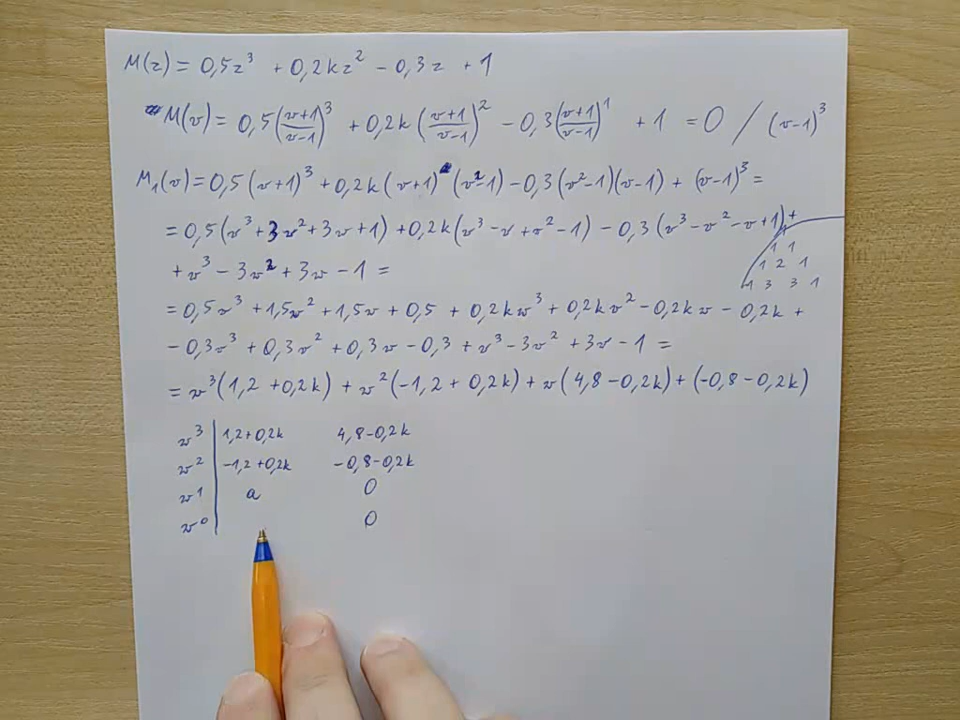 M(z) = 0,5z³ + 0,2kz² - 0,3z + 1
M(v) = 0,5(v+1/v-1)³ + 0,2k(v+1/v-1)² - 0,3(v+1/v-1)¹ + 1 = 0 / (v-1)³
M₁(v) = 0,5(v+1)³ + 0,2k(v+1)(v²-1) - 0,3(v²-1)(v-1) + (v-1)³ =
= 0,5(v³+3v²+3v+1) + 0,2k(v³-v+v²-1) - 0,3(v³-v²-v+1) +
1
1 1
+ v³ - 3v² + 3v - 1 =
1 2 1
1 3 3 1
= 0,5v³ + 1,5v² + 1,5v + 0,5 + 0,2kv³ + 0,2kv² - 0,2kv - 0,2k +
- 0,3v³ + 0,3v² + 0,3v - 0,3 + v³ - 3v² + 3v - 1 =
= v³(1,2 + 0,2k) + v²(-1,2 + 0,2k) + v(4,8 - 0,2k) + (-0,8 - 0,2k)
v³ | 1,2+0,2k 4,8-0,2k
v² | -1,2+0,2k -0,8-0,2k
v¹ | a 0
v⁰ | 0